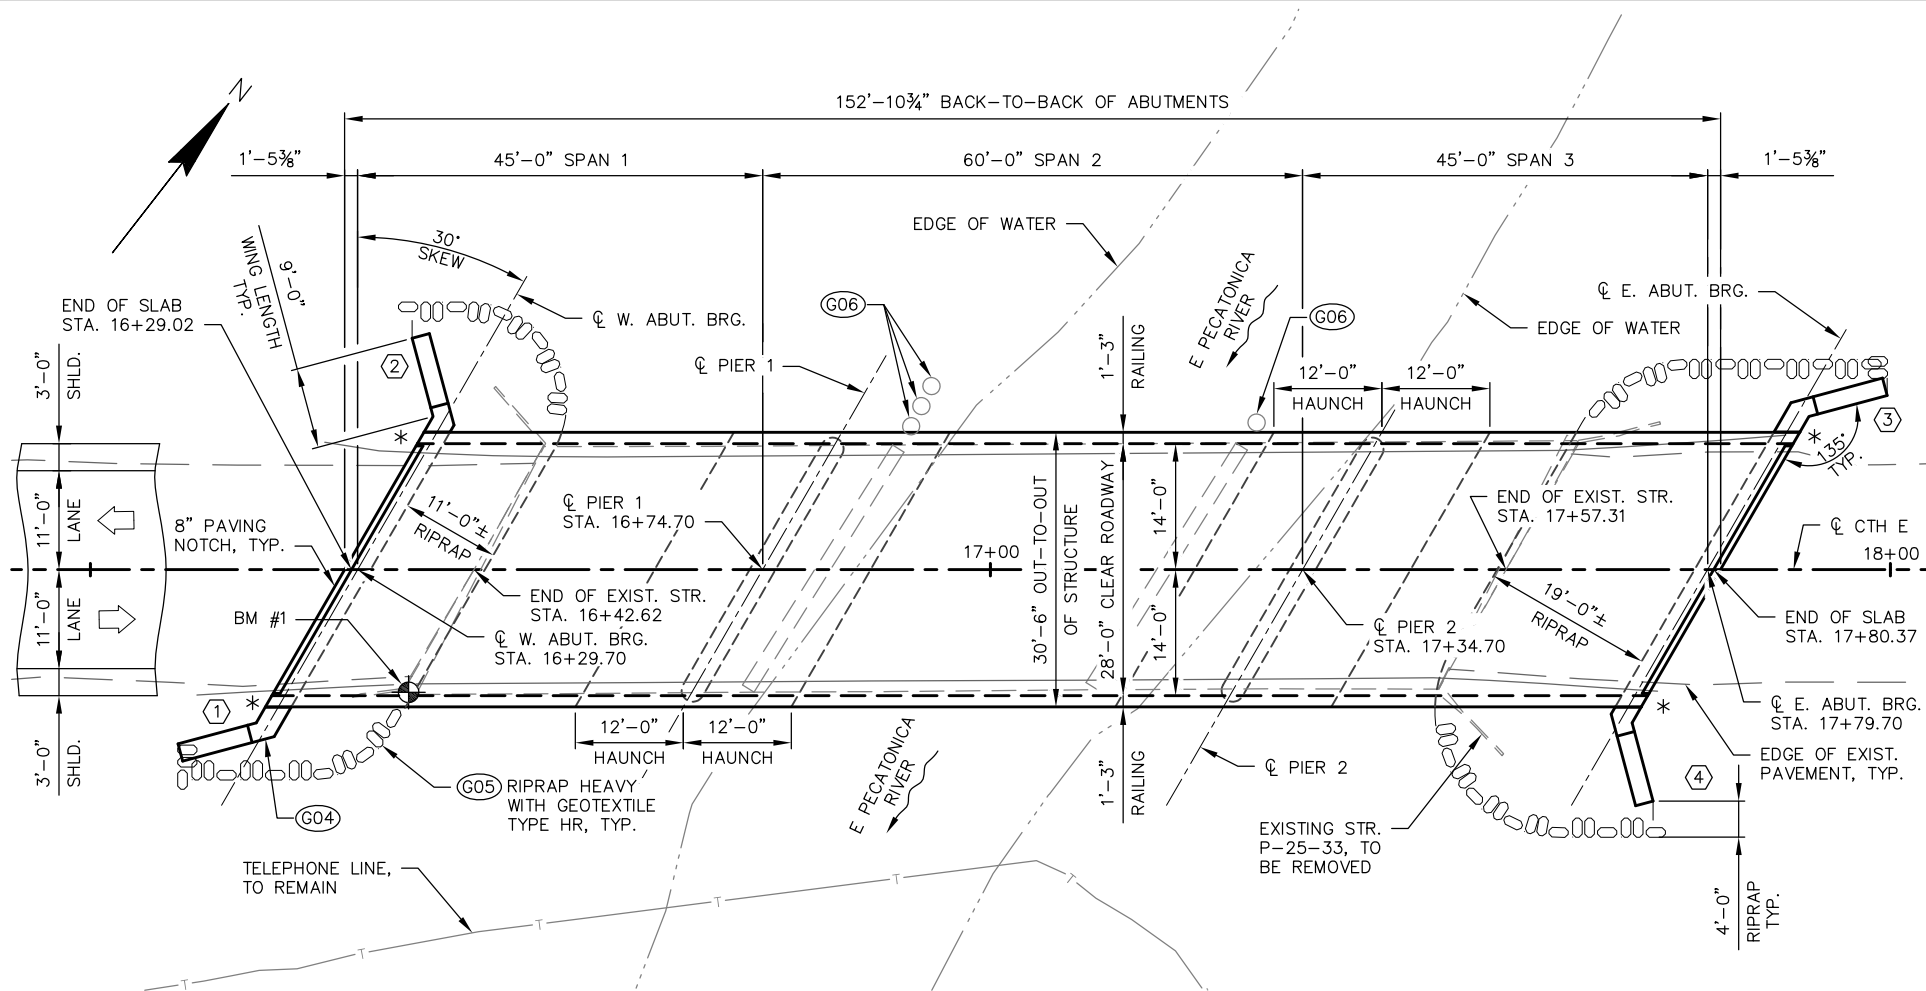 N
152'-10¾" BACK-TO-BACK OF ABUTMENTS
1'-5⅜"
45'-0" SPAN 1
60'-0" SPAN 2
45'-0" SPAN 3
1'-5⅜"
30°
SKEW
9'-0"
WING LENGTH
TYP.
END OF SLAB
STA. 16+29.02
℄ W. ABUT. BRG.
℄ PIER 1
EDGE OF WATER
G06
E PECATONICA
RIVER
G06
EDGE OF WATER
℄ E. ABUT. BRG.
3'-0"
SHLD.
2
1'-3"
RAILING
12'-0"
HAUNCH
12'-0"
HAUNCH
3
135°
TYP.
*
*
11'-0"
LANE
8" PAVING
NOTCH, TYP.
11'-0"±
RIPRAP
℄ PIER 1
STA. 16+74.70
17+00
30'-6" OUT-TO-OUT
OF STRUCTURE
28'-0" CLEAR ROADWAY
14'-0"
END OF EXIST. STR.
STA. 17+57.31
℄ CTH E
18+00
11'-0"
LANE
BM #1
END OF EXIST. STR.
STA. 16+42.62
℄ W. ABUT. BRG.
STA. 16+29.70
14'-0"
℄ PIER 2
STA. 17+34.70
19'-0"±
RIPRAP
END OF SLAB
STA. 17+80.37
℄ E. ABUT. BRG.
STA. 17+79.70
*
*
1
3'-0"
SHLD.
12'-0"
HAUNCH
12'-0"
HAUNCH
E PECATONICA
RIVER
1'-3"
RAILING
℄ PIER 2
EDGE OF EXIST.
PAVEMENT, TYP.
4
G04
G05
RIPRAP HEAVY
WITH GEOTEXTILE
TYPE HR, TYP.
EXISTING STR.
P-25-33, TO
BE REMOVED
TELEPHONE LINE,
TO REMAIN
4'-0"
RIPRAP
TYP.
T
T
T
T
T
T